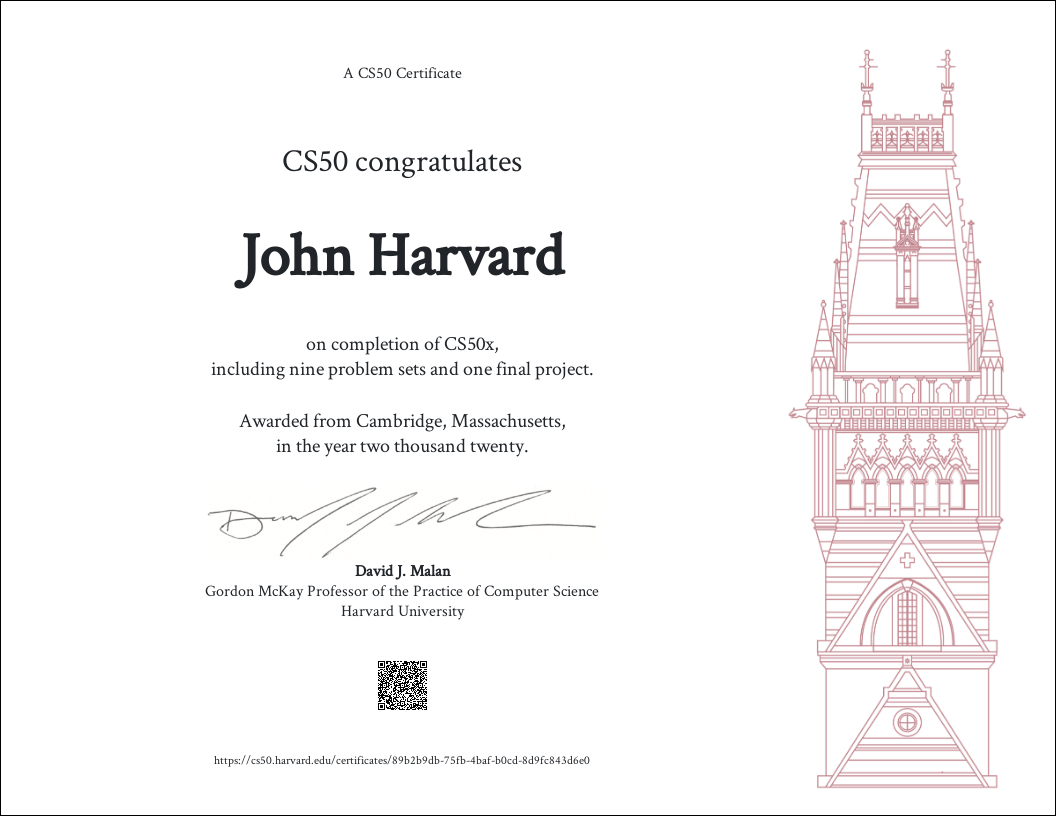 A CS50 Certificate
CS50 congratulates
John Harvard
on completion of CS50x,
including nine problem sets and one final project.
Awarded from Cambridge, Massachusetts,
in the year two thousand twenty.
David J. Malan
Gordon McKay Professor of the Practice of Computer Science
Harvard University
https://cs50.harvard.edu/certificates/89b2b9db-75fb-4baf-b0cd-8d9fc843d6e0